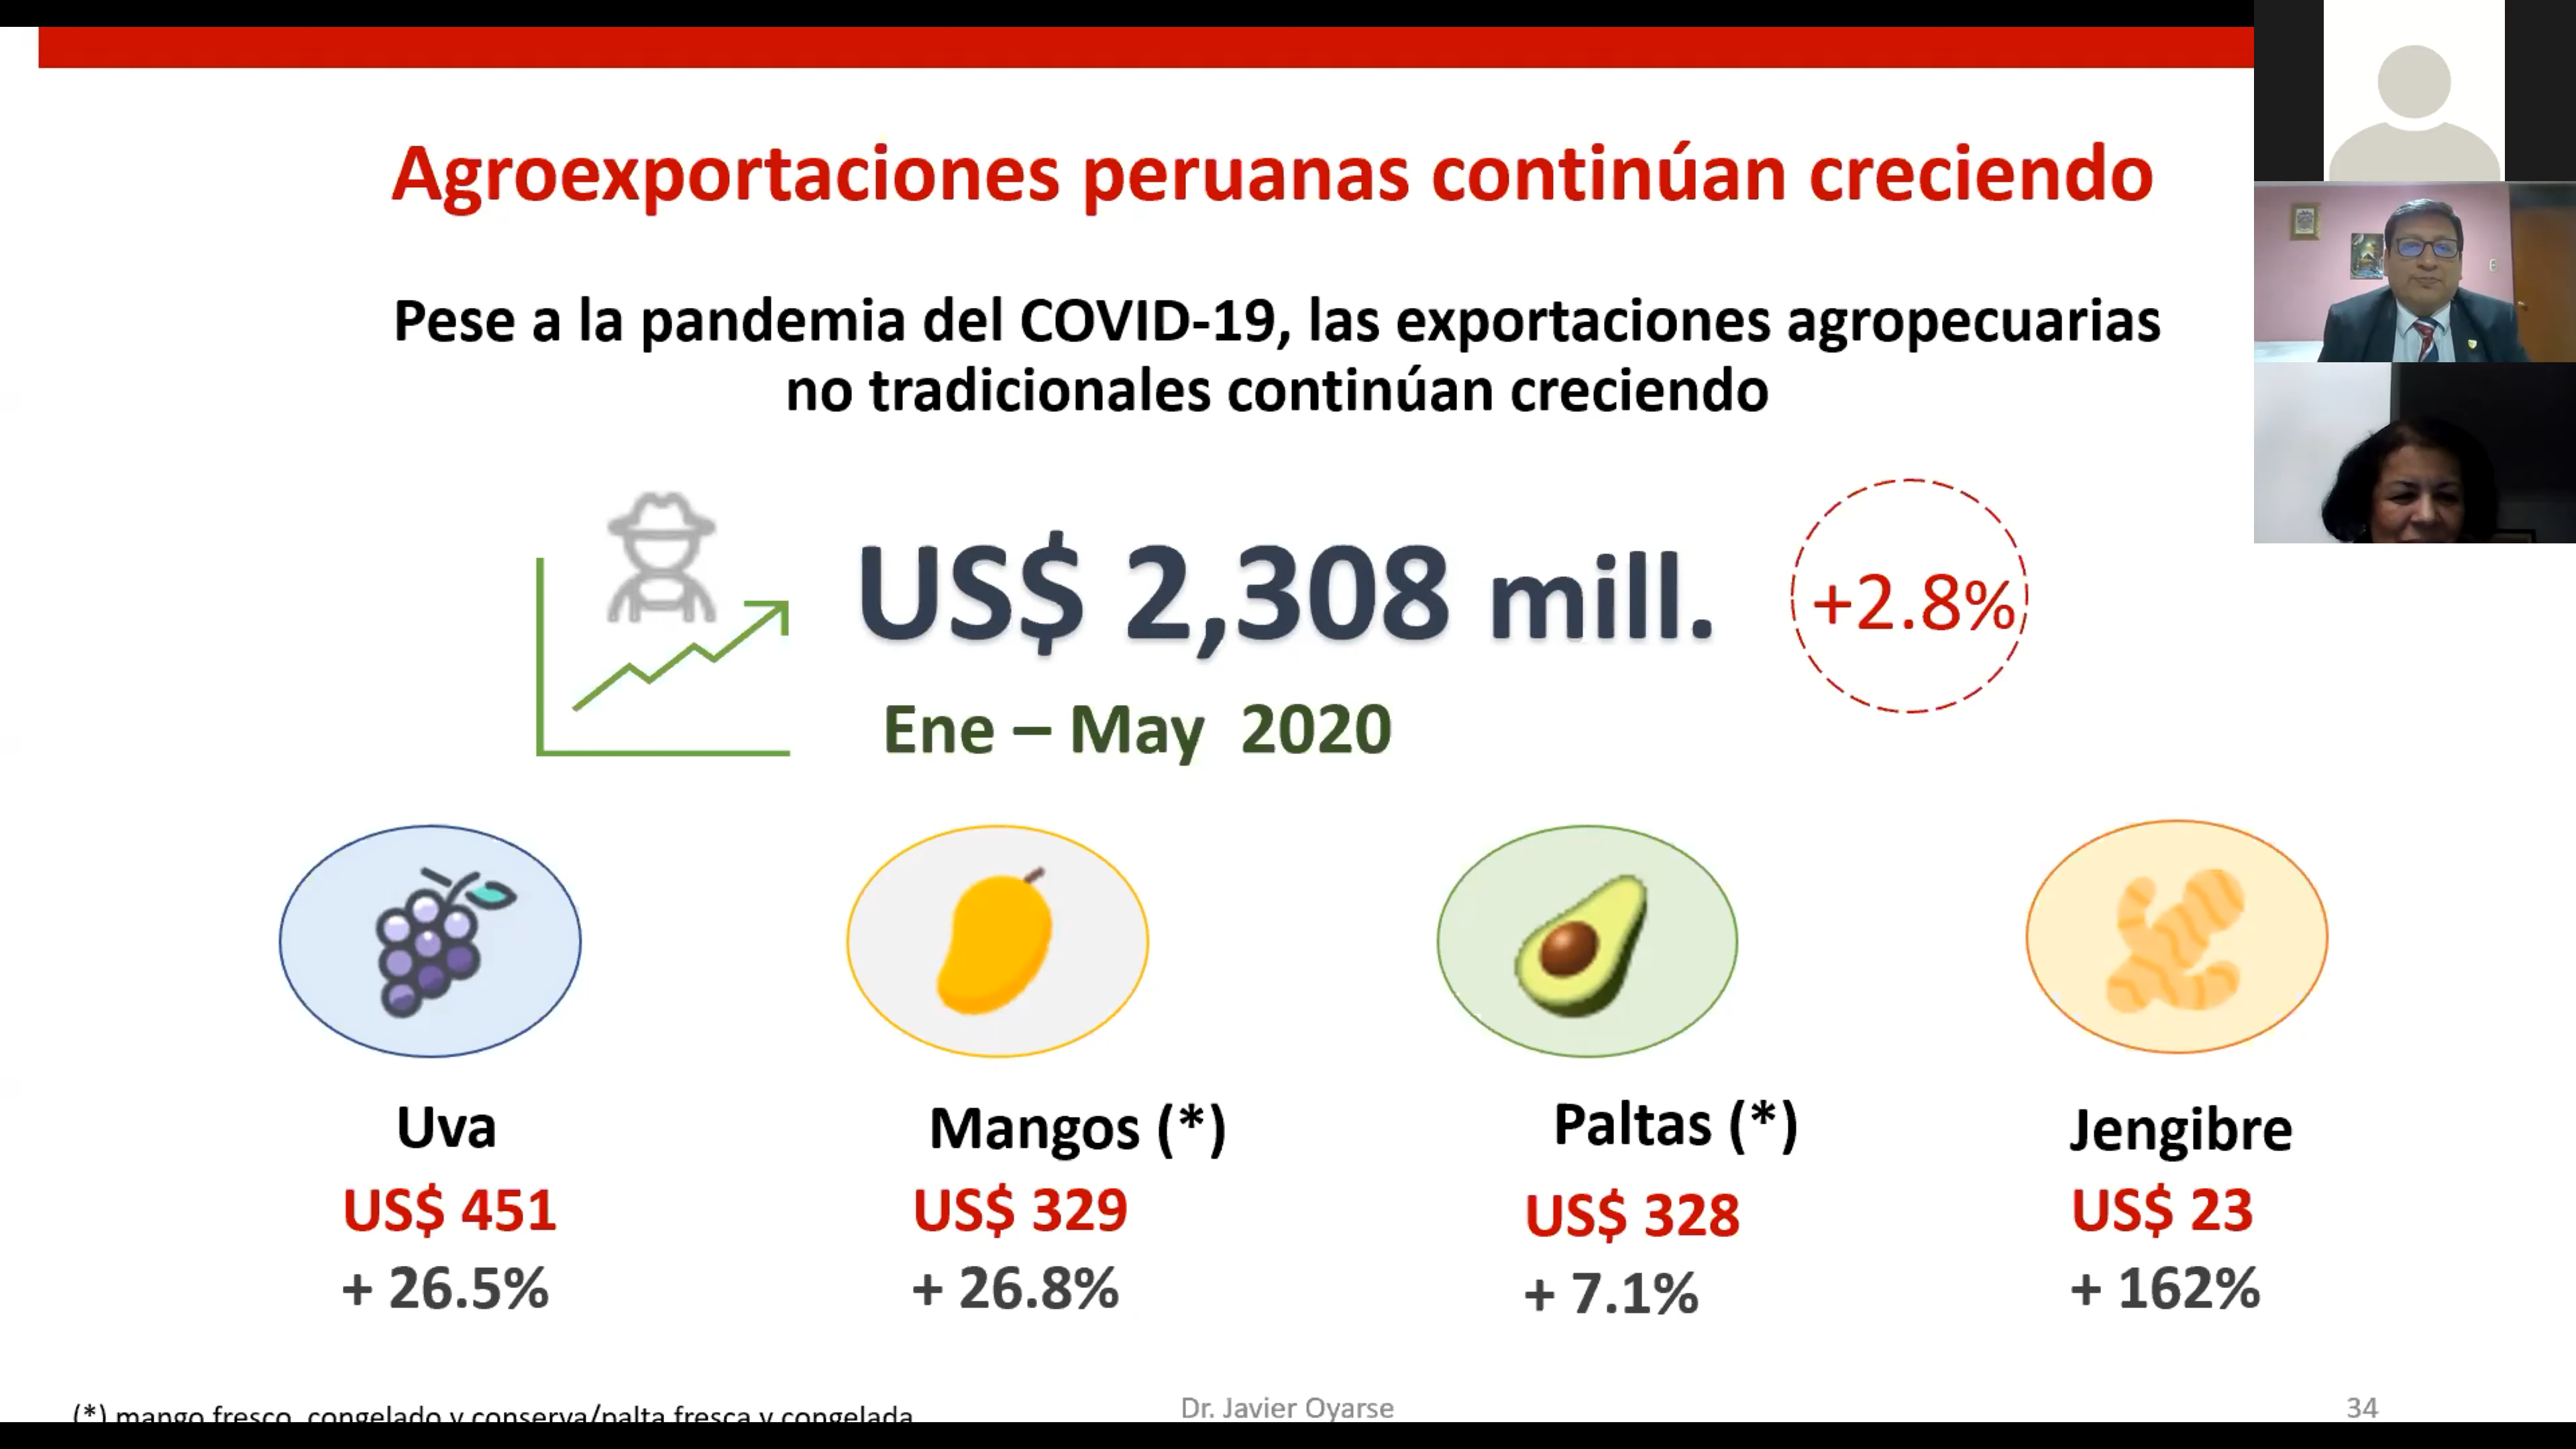 Agroexportaciones peruanas continúan creciendo
Pese a la pandemia del COVID-19, las exportaciones agropecuarias
no tradicionales continúan creciendo
US$ 2,308 mill.
+2.8%
Ene – May 2020
Uva
US$ 451
+ 26.5%
Mangos (*)
US$ 329
+ 26.8%
Paltas (*)
US$ 328
+ 7.1%
Jengibre
US$ 23
+ 162%
(*) mango fresco, congelado y conserva/palta fresca y congelada
Dr. Javier Oyarse
34